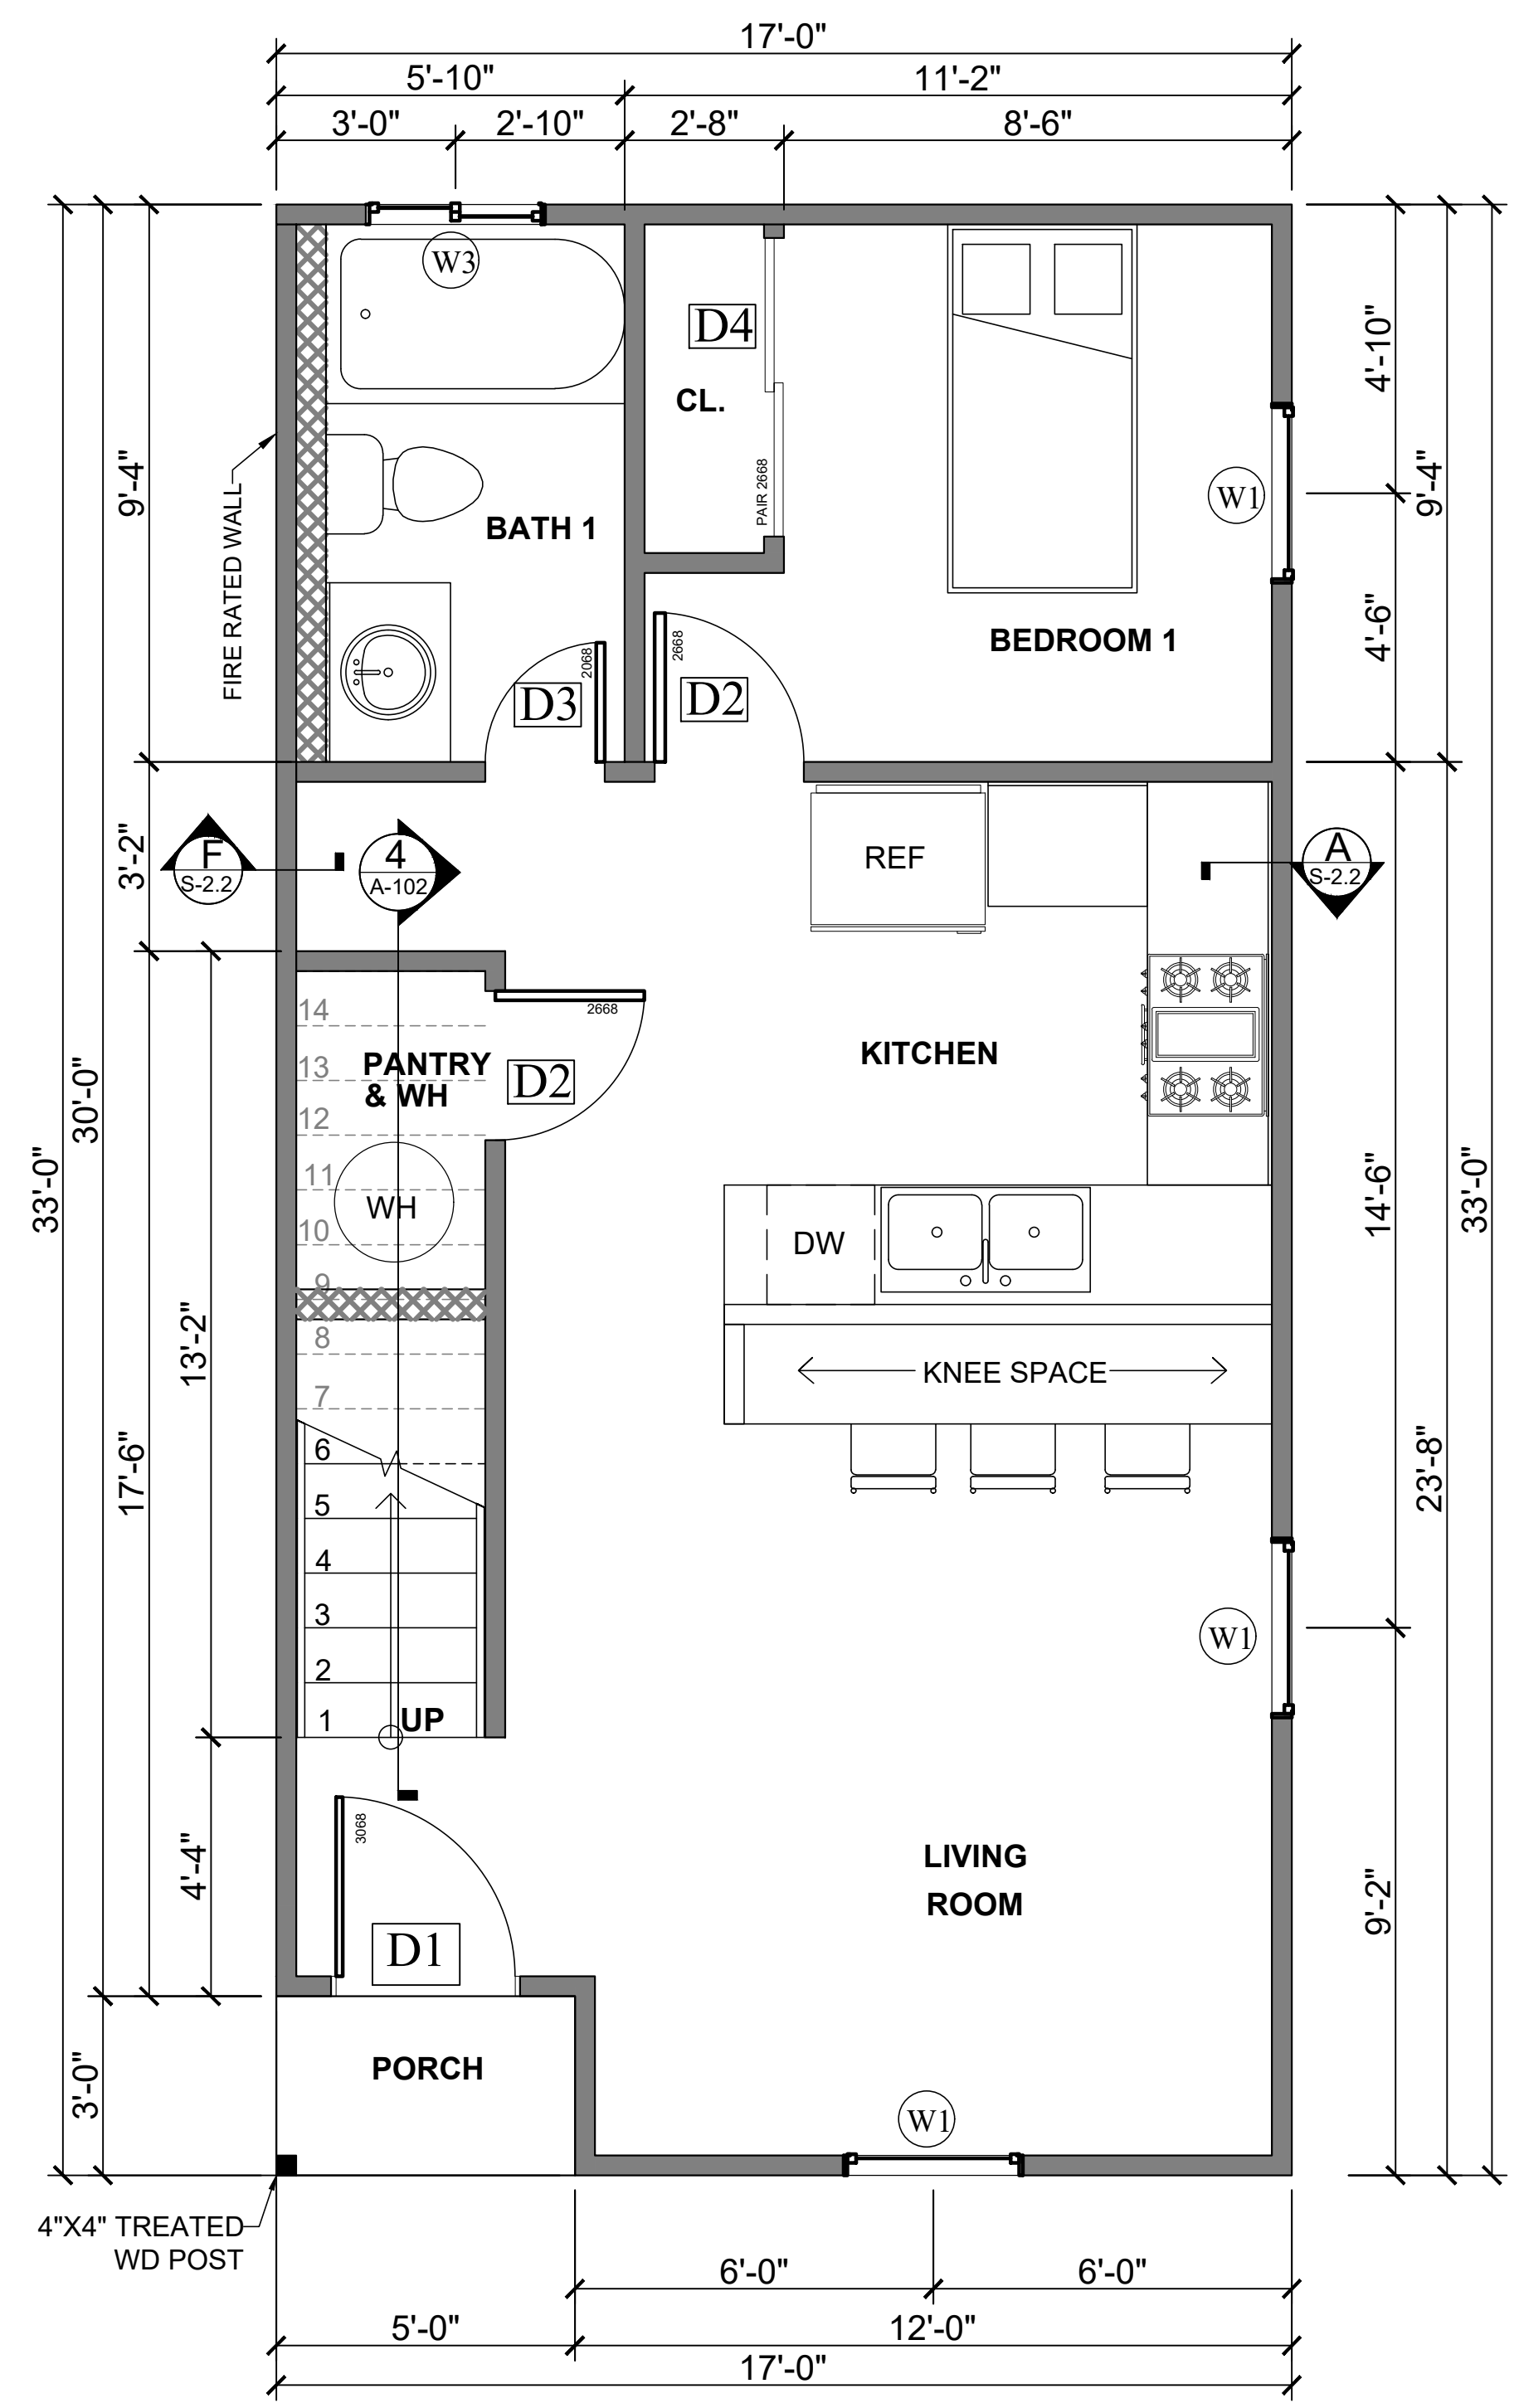 17'-0"
5'-10" 11'-2"
3'-0" 2'-10" 2'-8" 8'-6"
W3
D4
CL.
PAIR 2668
4'-10"
9'-4"
9'-4"
W1
FIRE RATED WALL
BATH 1
BEDROOM 1
4'-6"
2068
2668
D3
D2
3'-2"
F
S-2.2
4
A-102
REF
A
S-2.2
14
2668
13
PANTRY
& WH
D2
KITCHEN
12
30'-0"
33'-0"
11
WH
10
14'-6"
33'-0"
DW
9
13'-2"
8
KNEE SPACE
7
17'-6"
6
23'-8"
5
4
3
W1
2
1
UP
3068
4'-4"
LIVING
ROOM
9'-2"
D1
PORCH
3'-0"
W1
4"X4" TREATED
WD POST
6'-0" 6'-0"
5'-0" 12'-0"
17'-0"